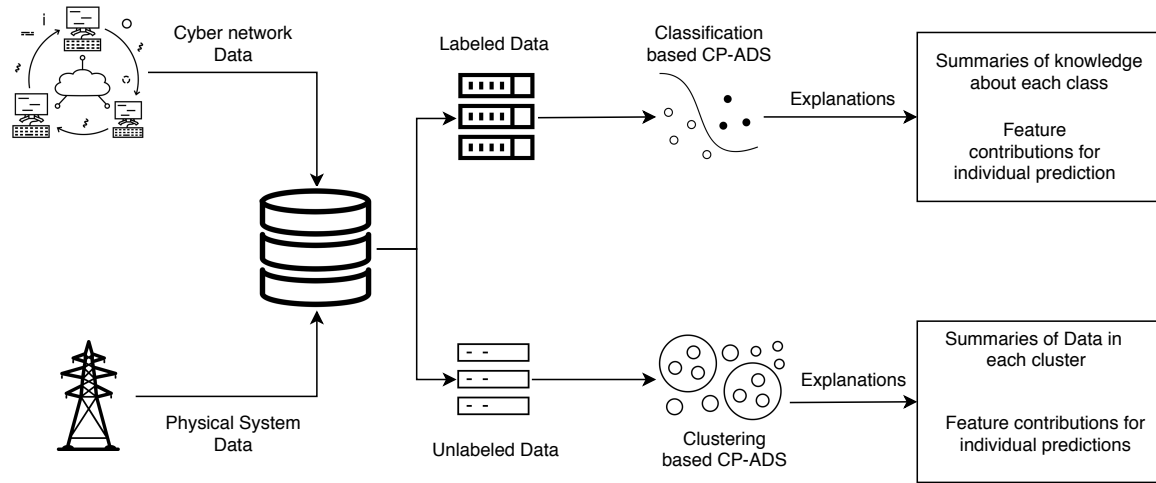 Cyber network
Data
Labeled Data
Classification
based CP-ADS
Explanations
Summaries of knowledge
about each class
Feature
contributions for
individual prediction
Physical System
Data
Unlabeled Data
Clustering
based CP-ADS
Explanations
Summaries of Data in
each cluster
Feature contributions for
individual predictions